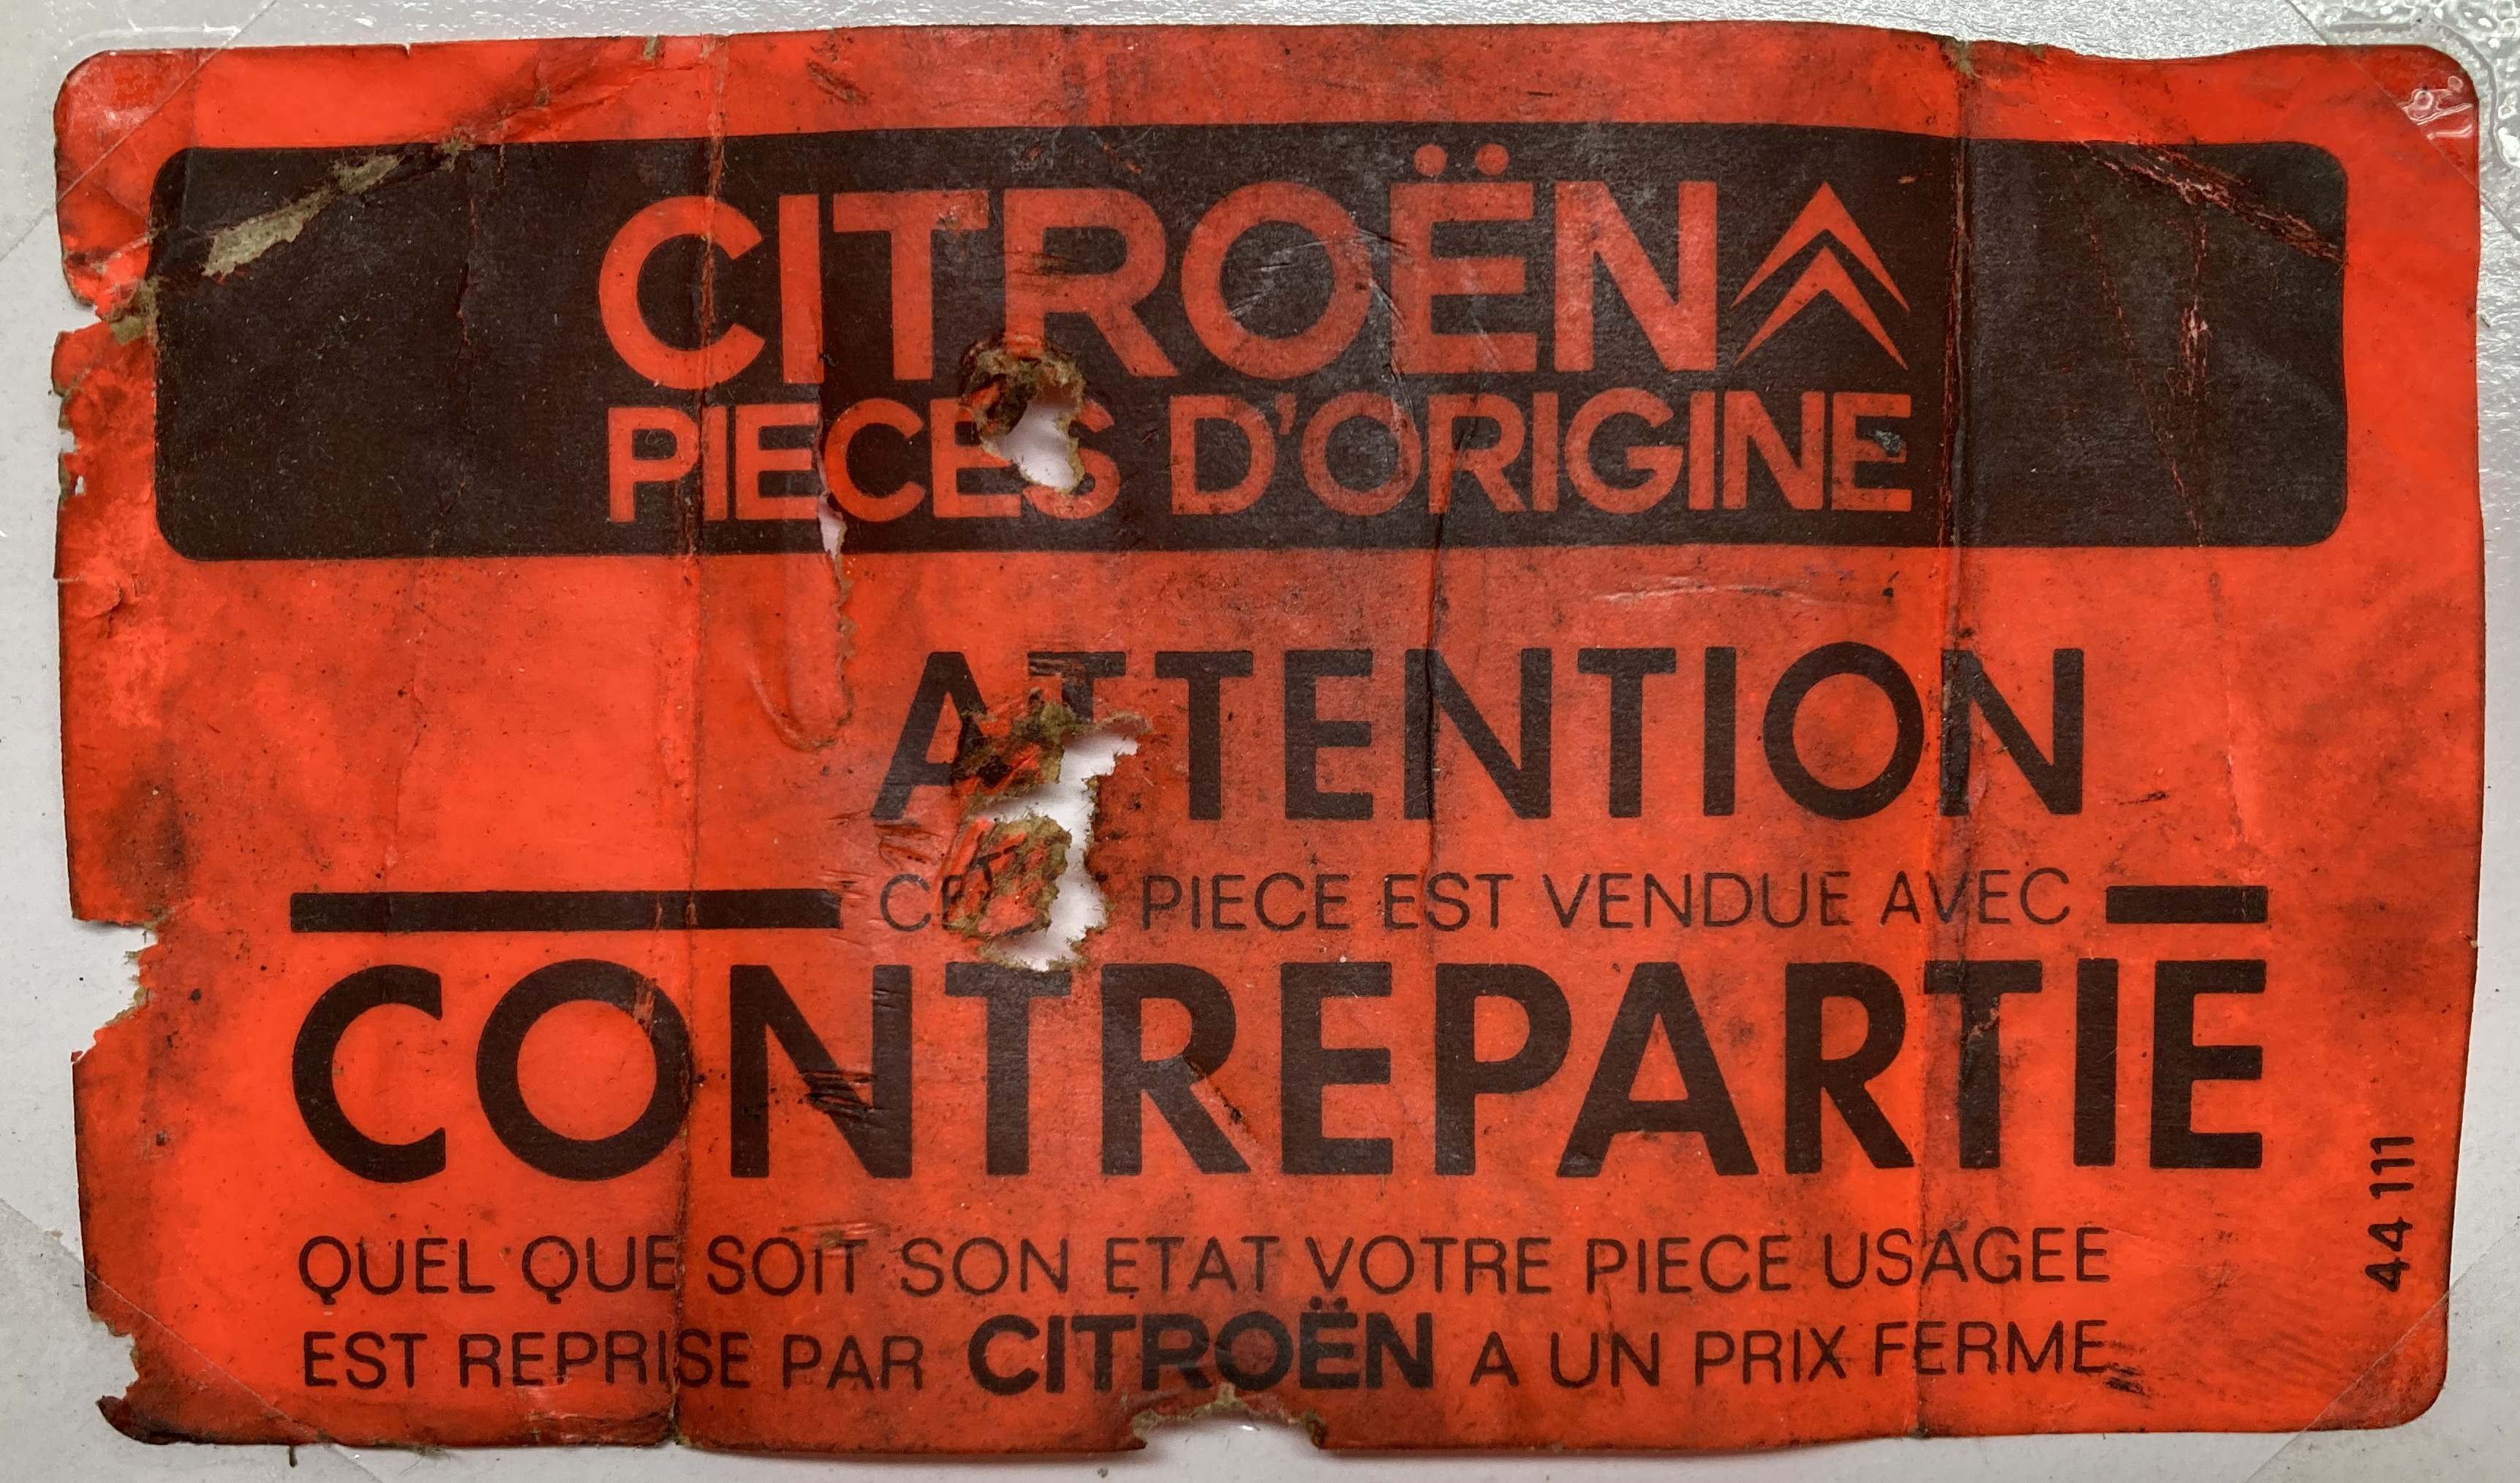 CITROËN
PIECES D'ORIGINE
ATTENTION
PIECE EST VENDUE AVEC
CONTREPARTIE
QUEL QUE SOIT SON ETAT VOTRE PIECE USAGEE
EST REPRISE PAR CITROËN A UN PRIX FERME
44 111